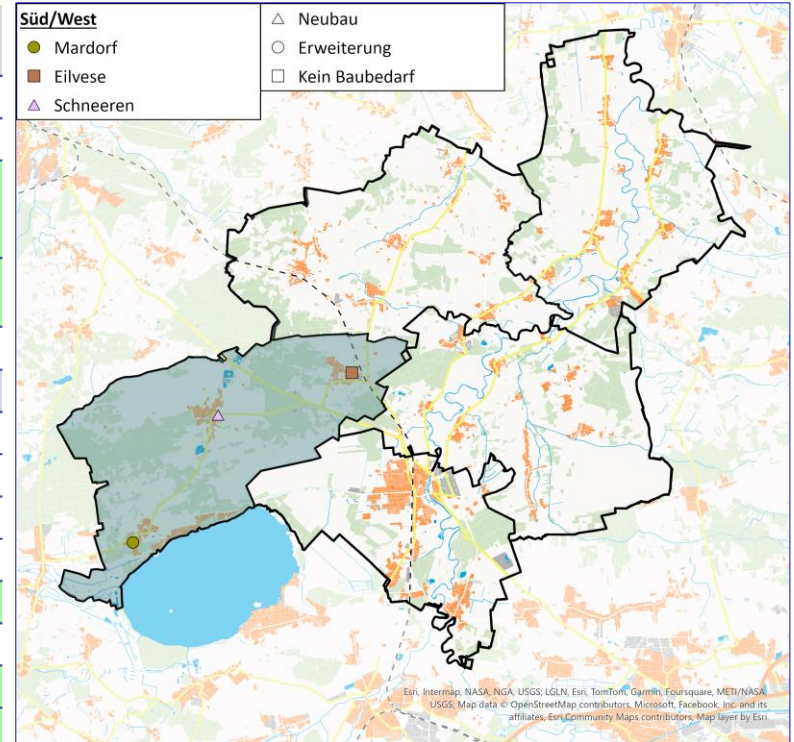 Süd/West
Mardorf
Eilvese
Schneeren
Neubau
Erweiterung
Kein Baubedarf
Esri, Intermap, NASA, NGA, USGS; LGLN, Esri, TomTom, Garmin, Foursquare, METI/NASA,
USGS; Map data © OpenStreetMap contributors, Microsoft, Facebook, Inc. and its
affiliates, Esri Community Maps contributors, Map layer by Esri